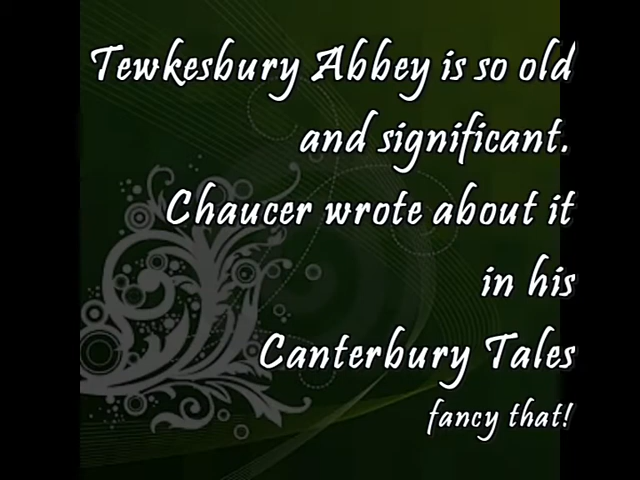 Tewkesbury Abbey is so old
and significant.
Chaucer wrote about it
in his
Canterbury Tales
fancy that!